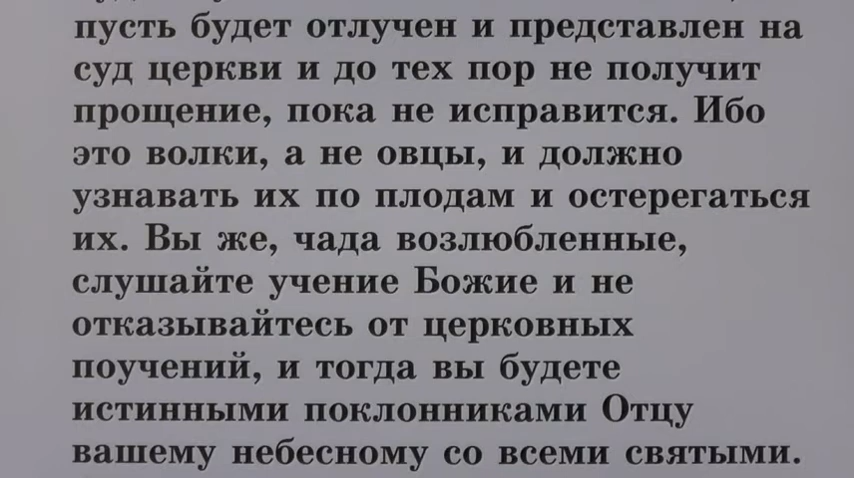 пусть будет отлучен и представлен на
суд церкви и до тех пор не получит
прощение, пока не исправится. Ибо
это волки, а не овцы, и должно
узнавать их по плодам и остерегаться
их. Вы же, чада возлюбленные,
слушайте учение Божие и не
отказывайтесь от церковных
поучений, и тогда вы будете
истинными поклонниками Отцу
вашему небесному со всеми святыми.